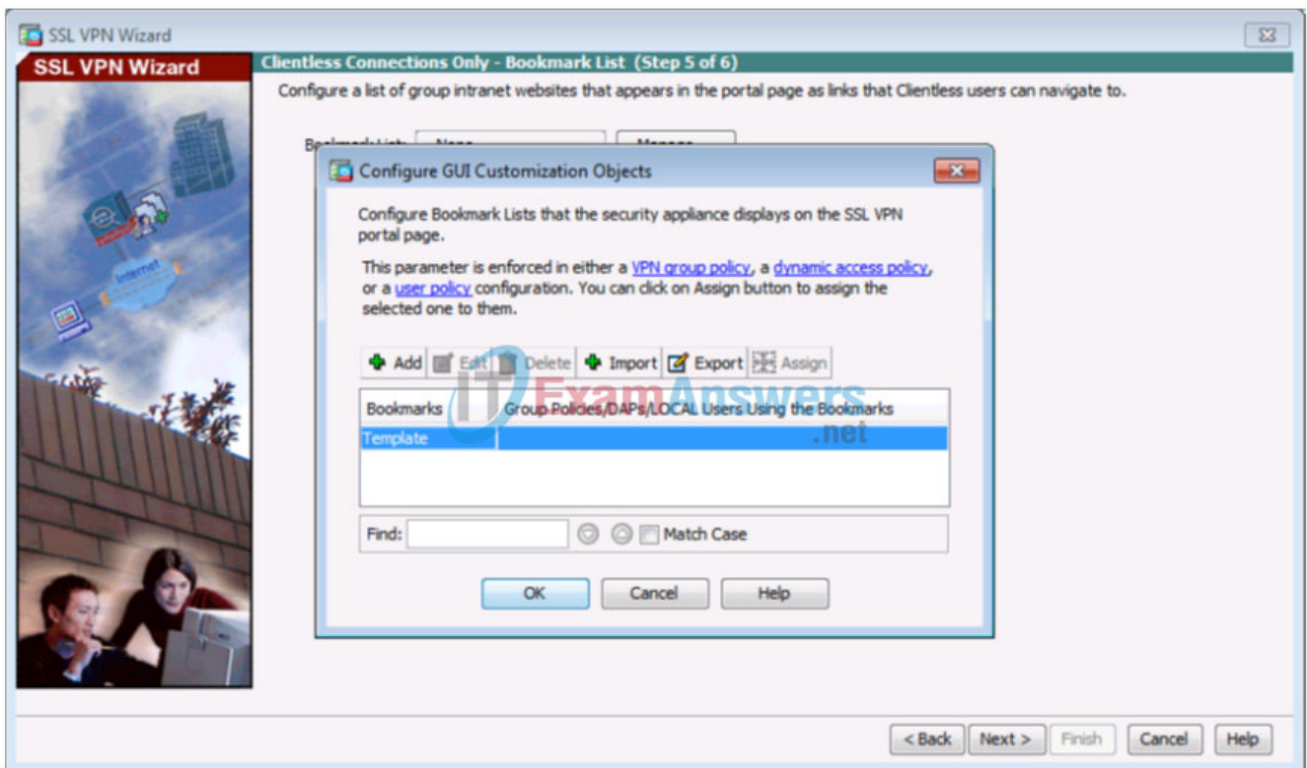 SSL VPN Wizard
SSL VPN Wizard
Clientless Connections Only - Bookmark List (Step 5 of 6)
Configure a list of group intranet websites that appears in the portal page as links that Clientless users can navigate to.
Configure GUI Customization Objects
Configure Bookmark Lists that the security appliance displays on the SSL VPN
portal page.
This parameter is enforced in either a VPN group policy, a dynamic access policy,
or a user policy configuration. You can click on Assign button to assign the
selected one to them.
Add Edit Delete Import Export Assign
ITExamAnswers
.net
Bookmarks Group Policies/DAPs/LOCAL Users Using the Bookmarks
Template
Find: Match Case
OK Cancel Help
Internet
< Back Next > Finish Cancel Help